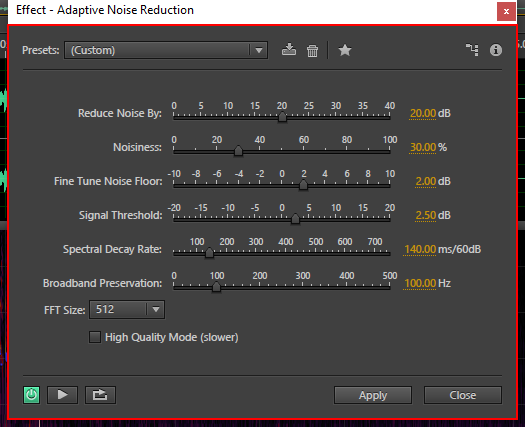 Effect - Adaptive Noise Reduction x
Presets: (Custom)
0 5 10 15 20 25 30 35 40
Reduce Noise By: 20.00 dB
0 20 40 60 80 100
Noisiness: 30.00 %
-10 -8 -6 -4 -2 0 2 4 6 8 10
Fine Tune Noise Floor: 2.00 dB
-20 -15 -10 -5 0 5 10 15 20
Signal Threshold: 2.50 dB
100 200 300 400 500 600 700
Spectral Decay Rate: 140.00 ms/60dB
0 100 200 300 400 500
Broadband Preservation: 100.00 Hz
FFT Size: 512
High Quality Mode (slower)
Apply Close